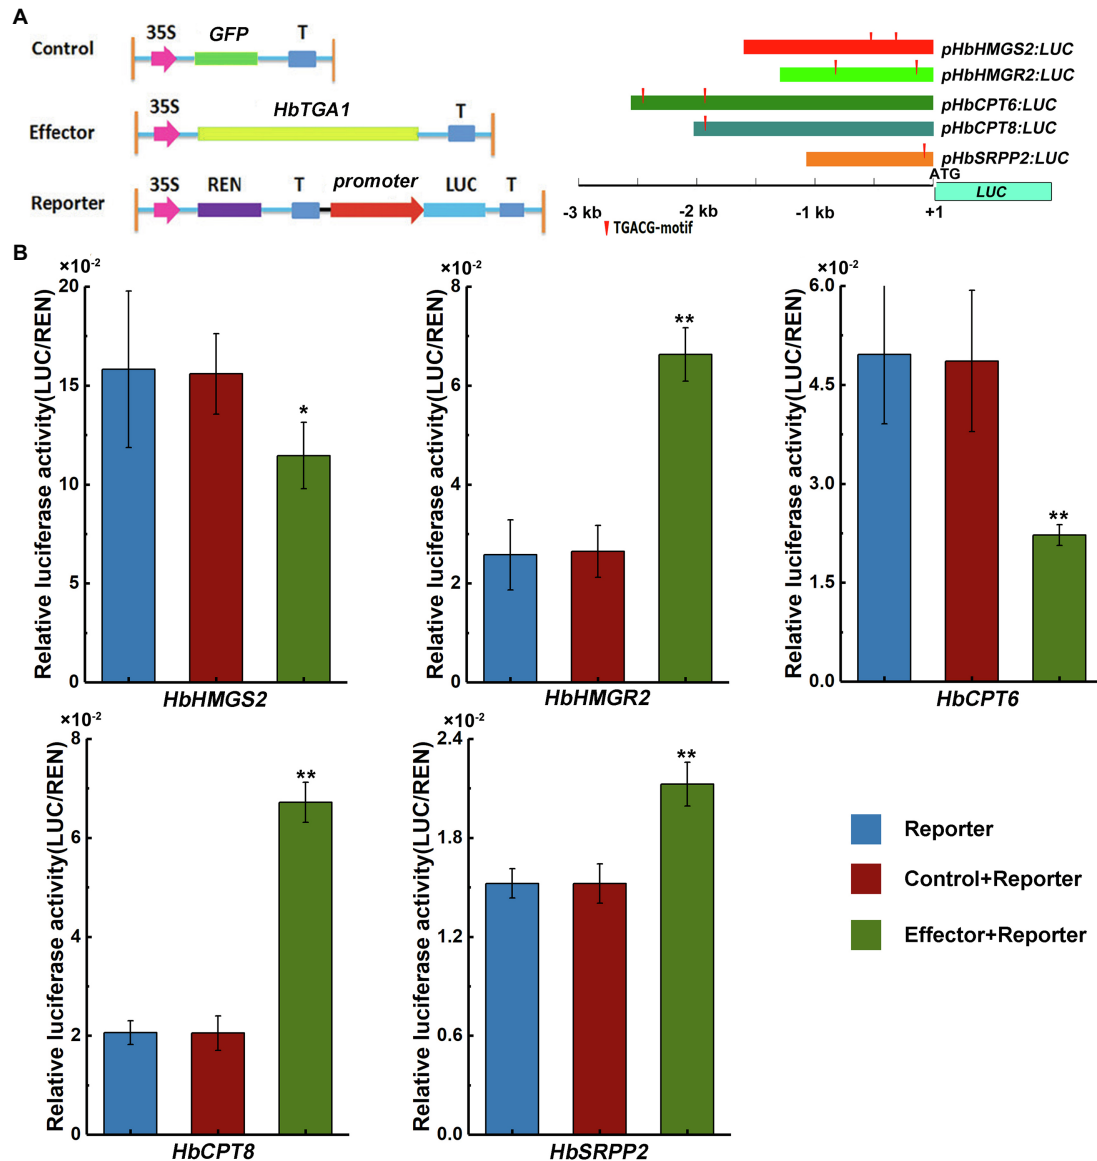 A
Control
35S
GFP
T
Effector
35S
HbTGA1
T
Reporter
35S
REN
T
promoter
LUC
T
pHbHMGS2:LUC
pHbHMGR2:LUC
pHbCPT6:LUC
pHbCPT8:LUC
pHbSRPP2:LUC
ATG
LUC
-3 kb
-2 kb
-1 kb
+1
TGACG-motif
B
×10-2
Relative luciferase activity(LUC/REN)
20
15
10
5
0
*
HbHMGS2
×10-2
Relative luciferase activity(LUC/REN)
8
6
4
2
0
**
HbHMGR2
×10-2
Relative luciferase activity(LUC/REN)
6.0
4.5
3.0
1.5
0.0
**
HbCPT6
×10-2
Relative luciferase activity(LUC/REN)
8
6
4
2
0
**
HbCPT8
×10-2
Relative luciferase activity(LUC/REN)
2.4
1.8
1.2
0.6
0.0
**
HbSRPP2
Reporter
Control+Reporter
Effector+Reporter